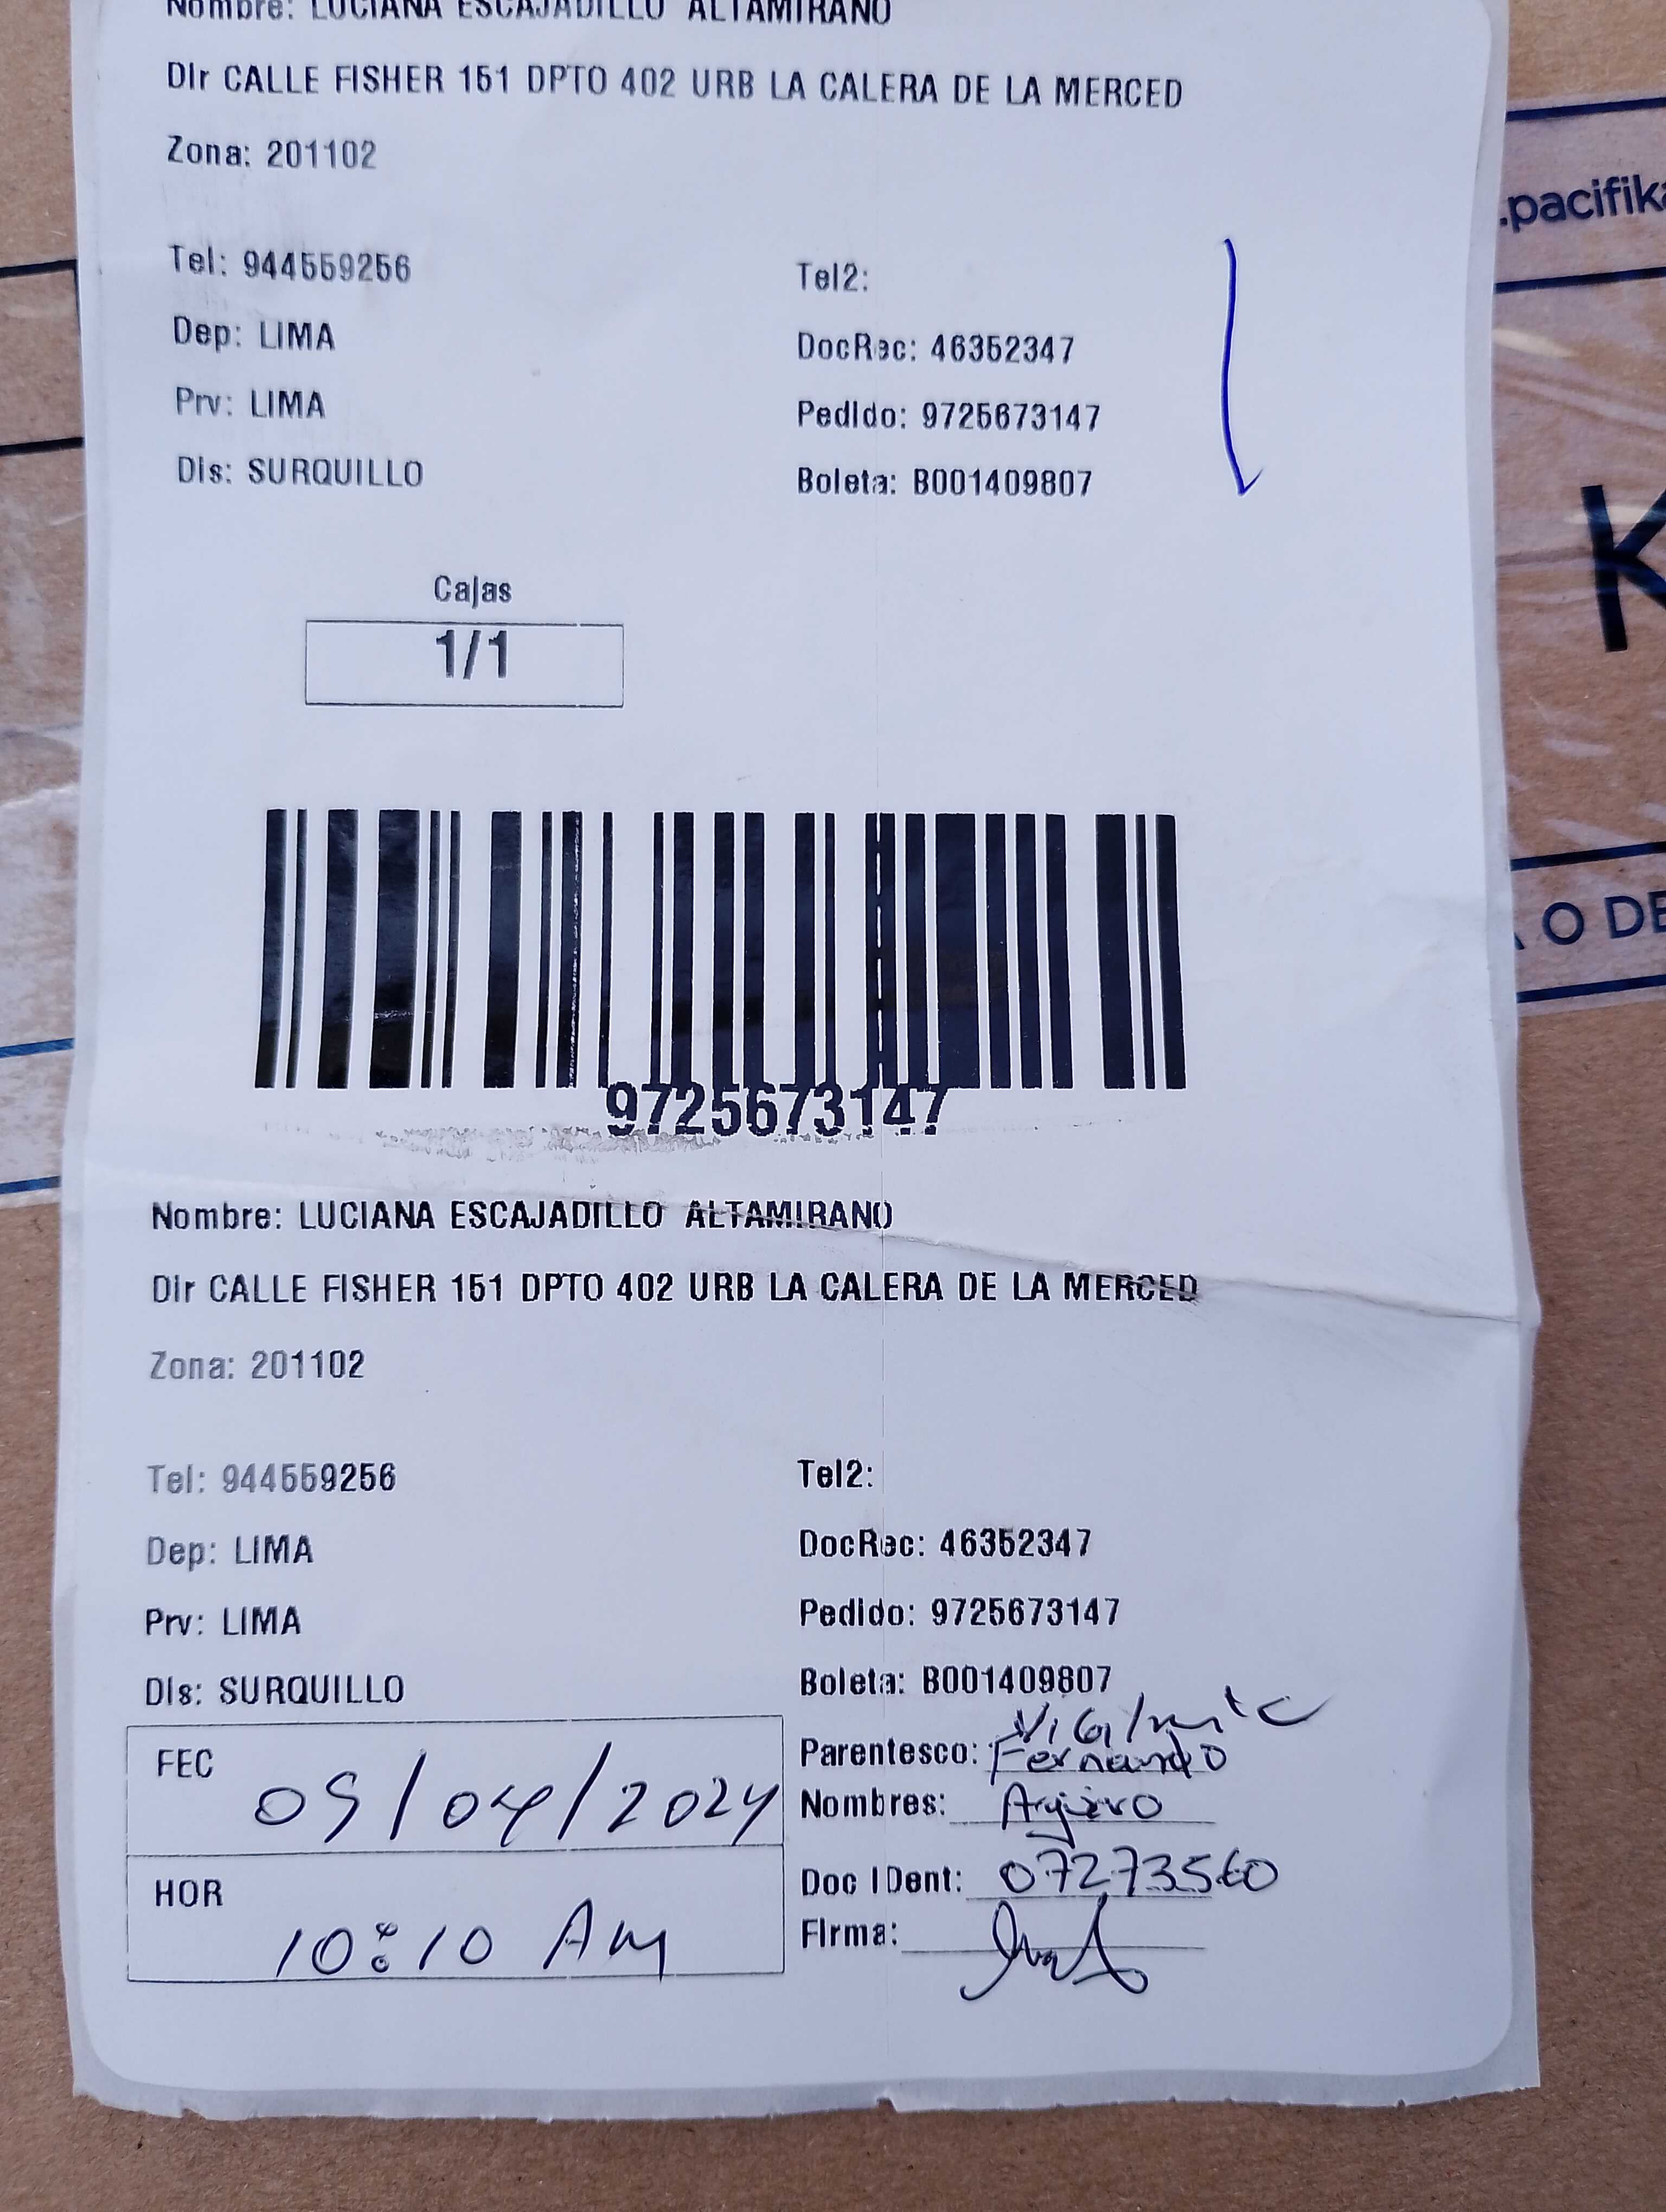 Nombre: LUCIANA ESCAJADILLO ALTAMIRANO
Dir CALLE FISHER 151 DPTO 402 URB LA CALERA DE LA MERCED
Zona: 201102
Tel: 944559256
Tel2:
Dep: LIMA
DocRec: 46352347
Prv: LIMA
Pedido: 9725673147
Dis: SURQUILLO
Boleta: B001409807
Cajas
1/1
9725673147
Nombre: LUCIANA ESCAJADILLO ALTAMIRANO
Dir CALLE FISHER 151 DPTO 402 URB LA CALERA DE LA MERCED
Zona: 201102
Tel: 944559256
Tel2:
Dep: LIMA
DocRec: 46352347
Prv: LIMA
Pedido: 9725673147
Dis: SURQUILLO
Boleta: B001409807
Vigilante
Parentesco: Fernando
Nombres:
FEC 09/04/2024
Doc IDent: 07273560
HOR 10:10 AM
Firma:
.pacifika
K
O DE